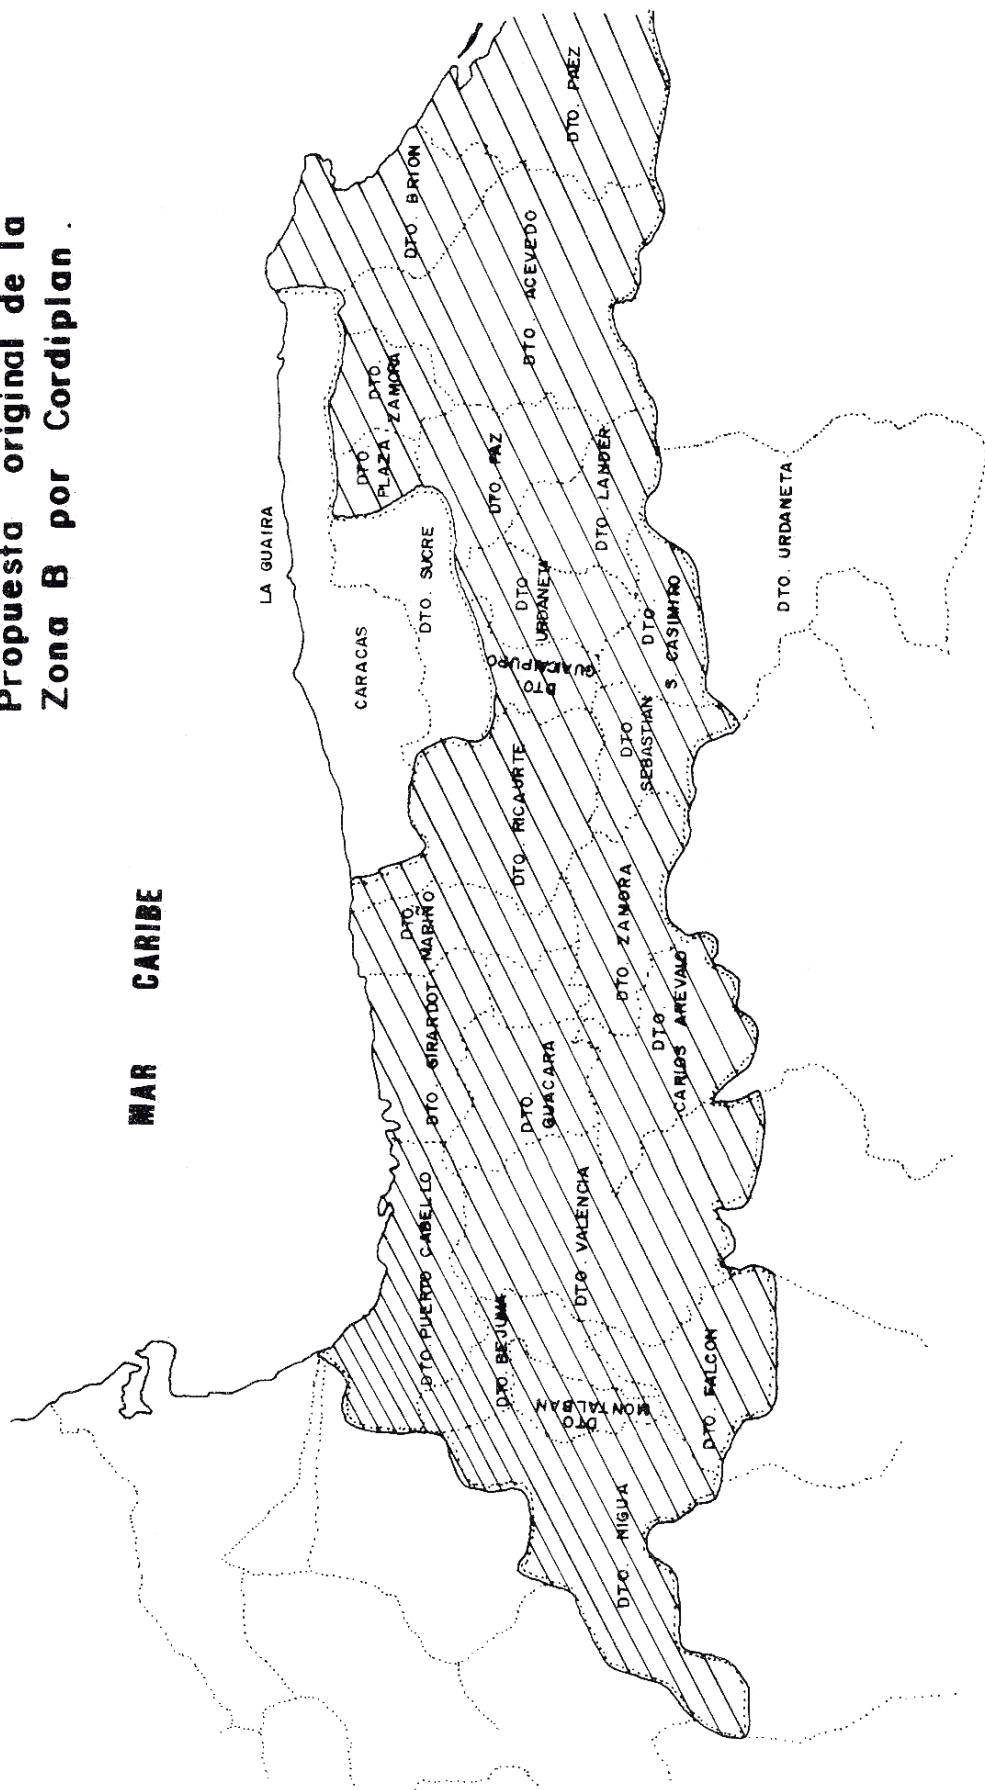 Propuesta original de la
Zona B por Cordiplan.
MAR CARIBE
LA GUAIRA
CARACAS
DTO. SUCRE
DTO
PLAZA
DTO.
ZAMORA
DTO. BRION
DTO. PAEZ
DTO. ACEVEDO
DTO. PAZ
DTO LANDER
DTO
URDANETA
DTO
GUAICAIPURO
DTO
S CASIMIRO
DTO
SEBASTIAN
DTO. URDANETA
DTO RICAURTE
DTO.
MARIÑO
DTO GIRARDOT
DTO ZAMORA
DTO
CARLOS AREVALO
DTO.
GUACARA
DTO VALENCIA
DTO PUERTO CABELLO
DTO BEJUMA
DTO
MONTALBAN
DTO. FALCON
DTO. NIGUA